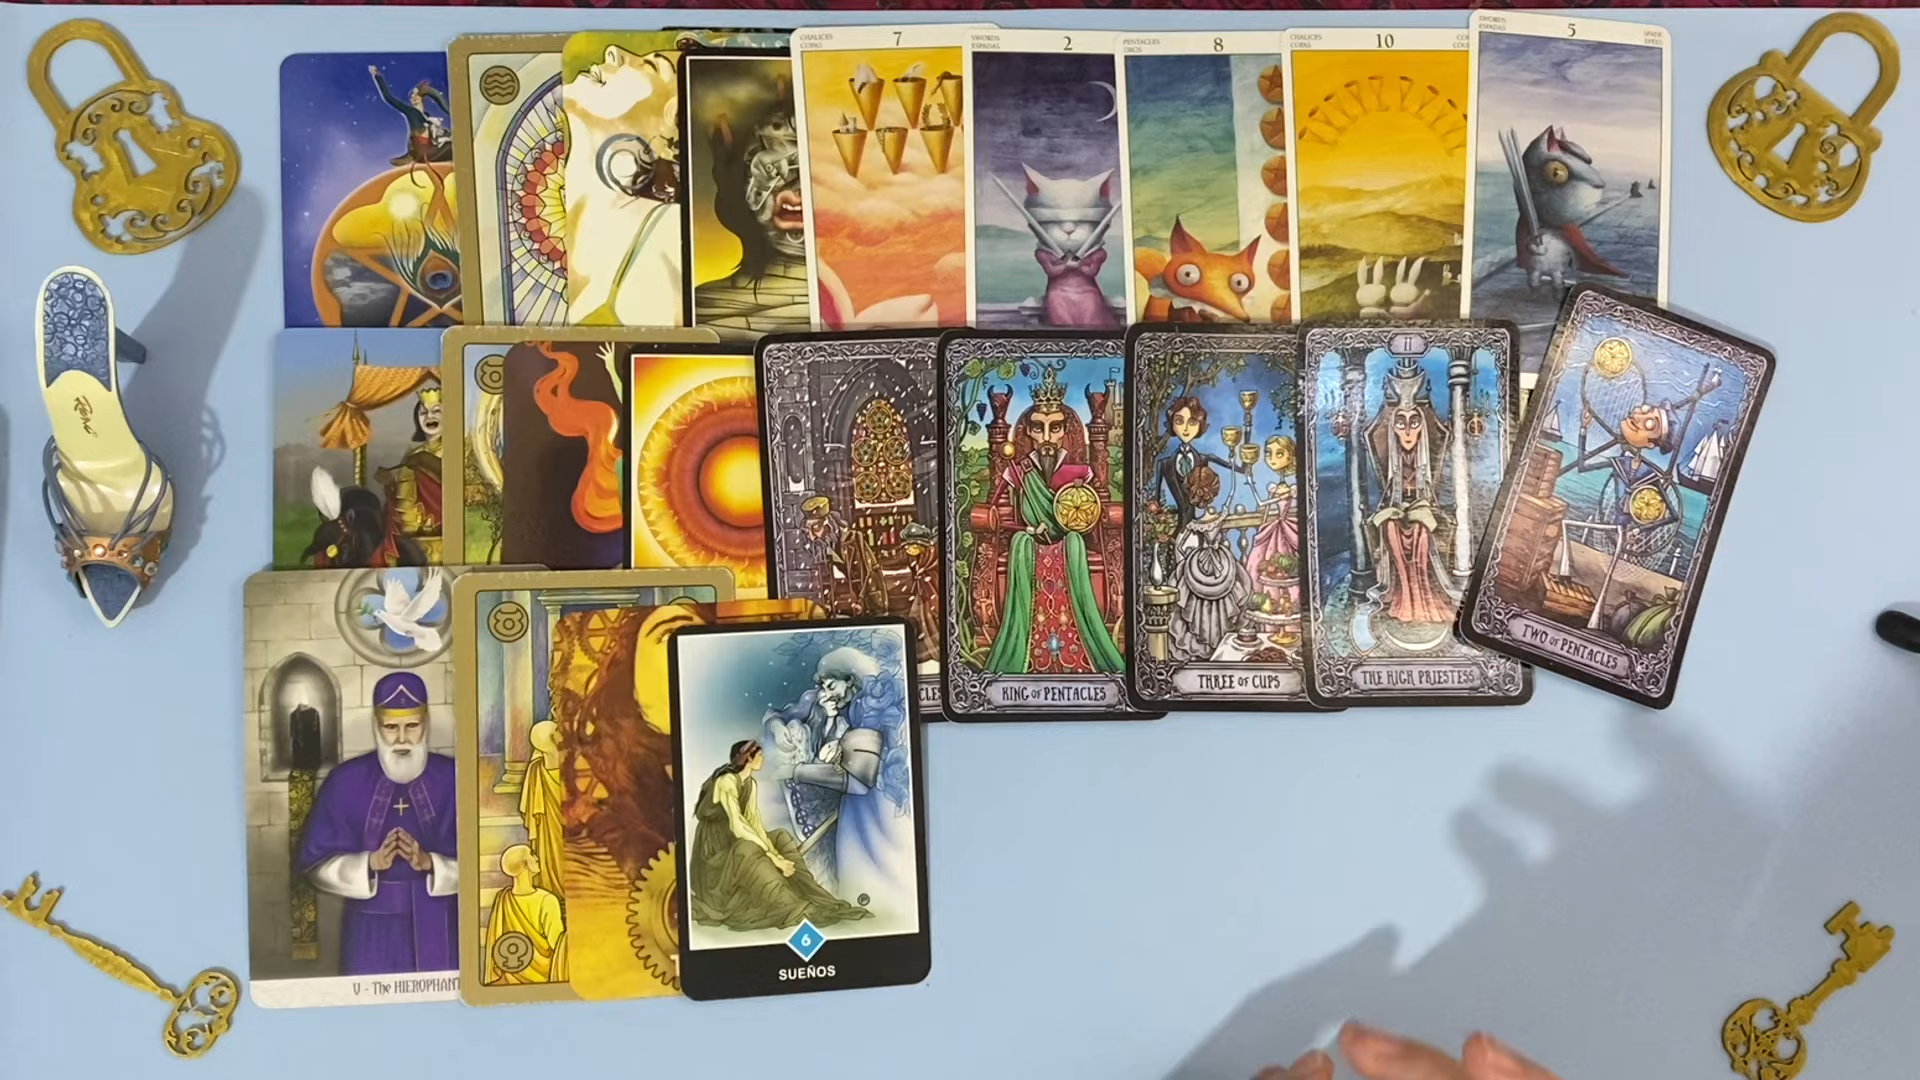 CHALICES
COPAS
7
SWORDS
ESPADAS
2
PENTACLES
OROS
8
CHALICES
COPAS
10
SWORDS
ESPADAS
5
II
KING OF PENTACLES
THREE OF CUPS
THE HIGH PRIESTESS
TWO OF PENTACLES
V - The HIEROPHANT
6
SUEÑOS